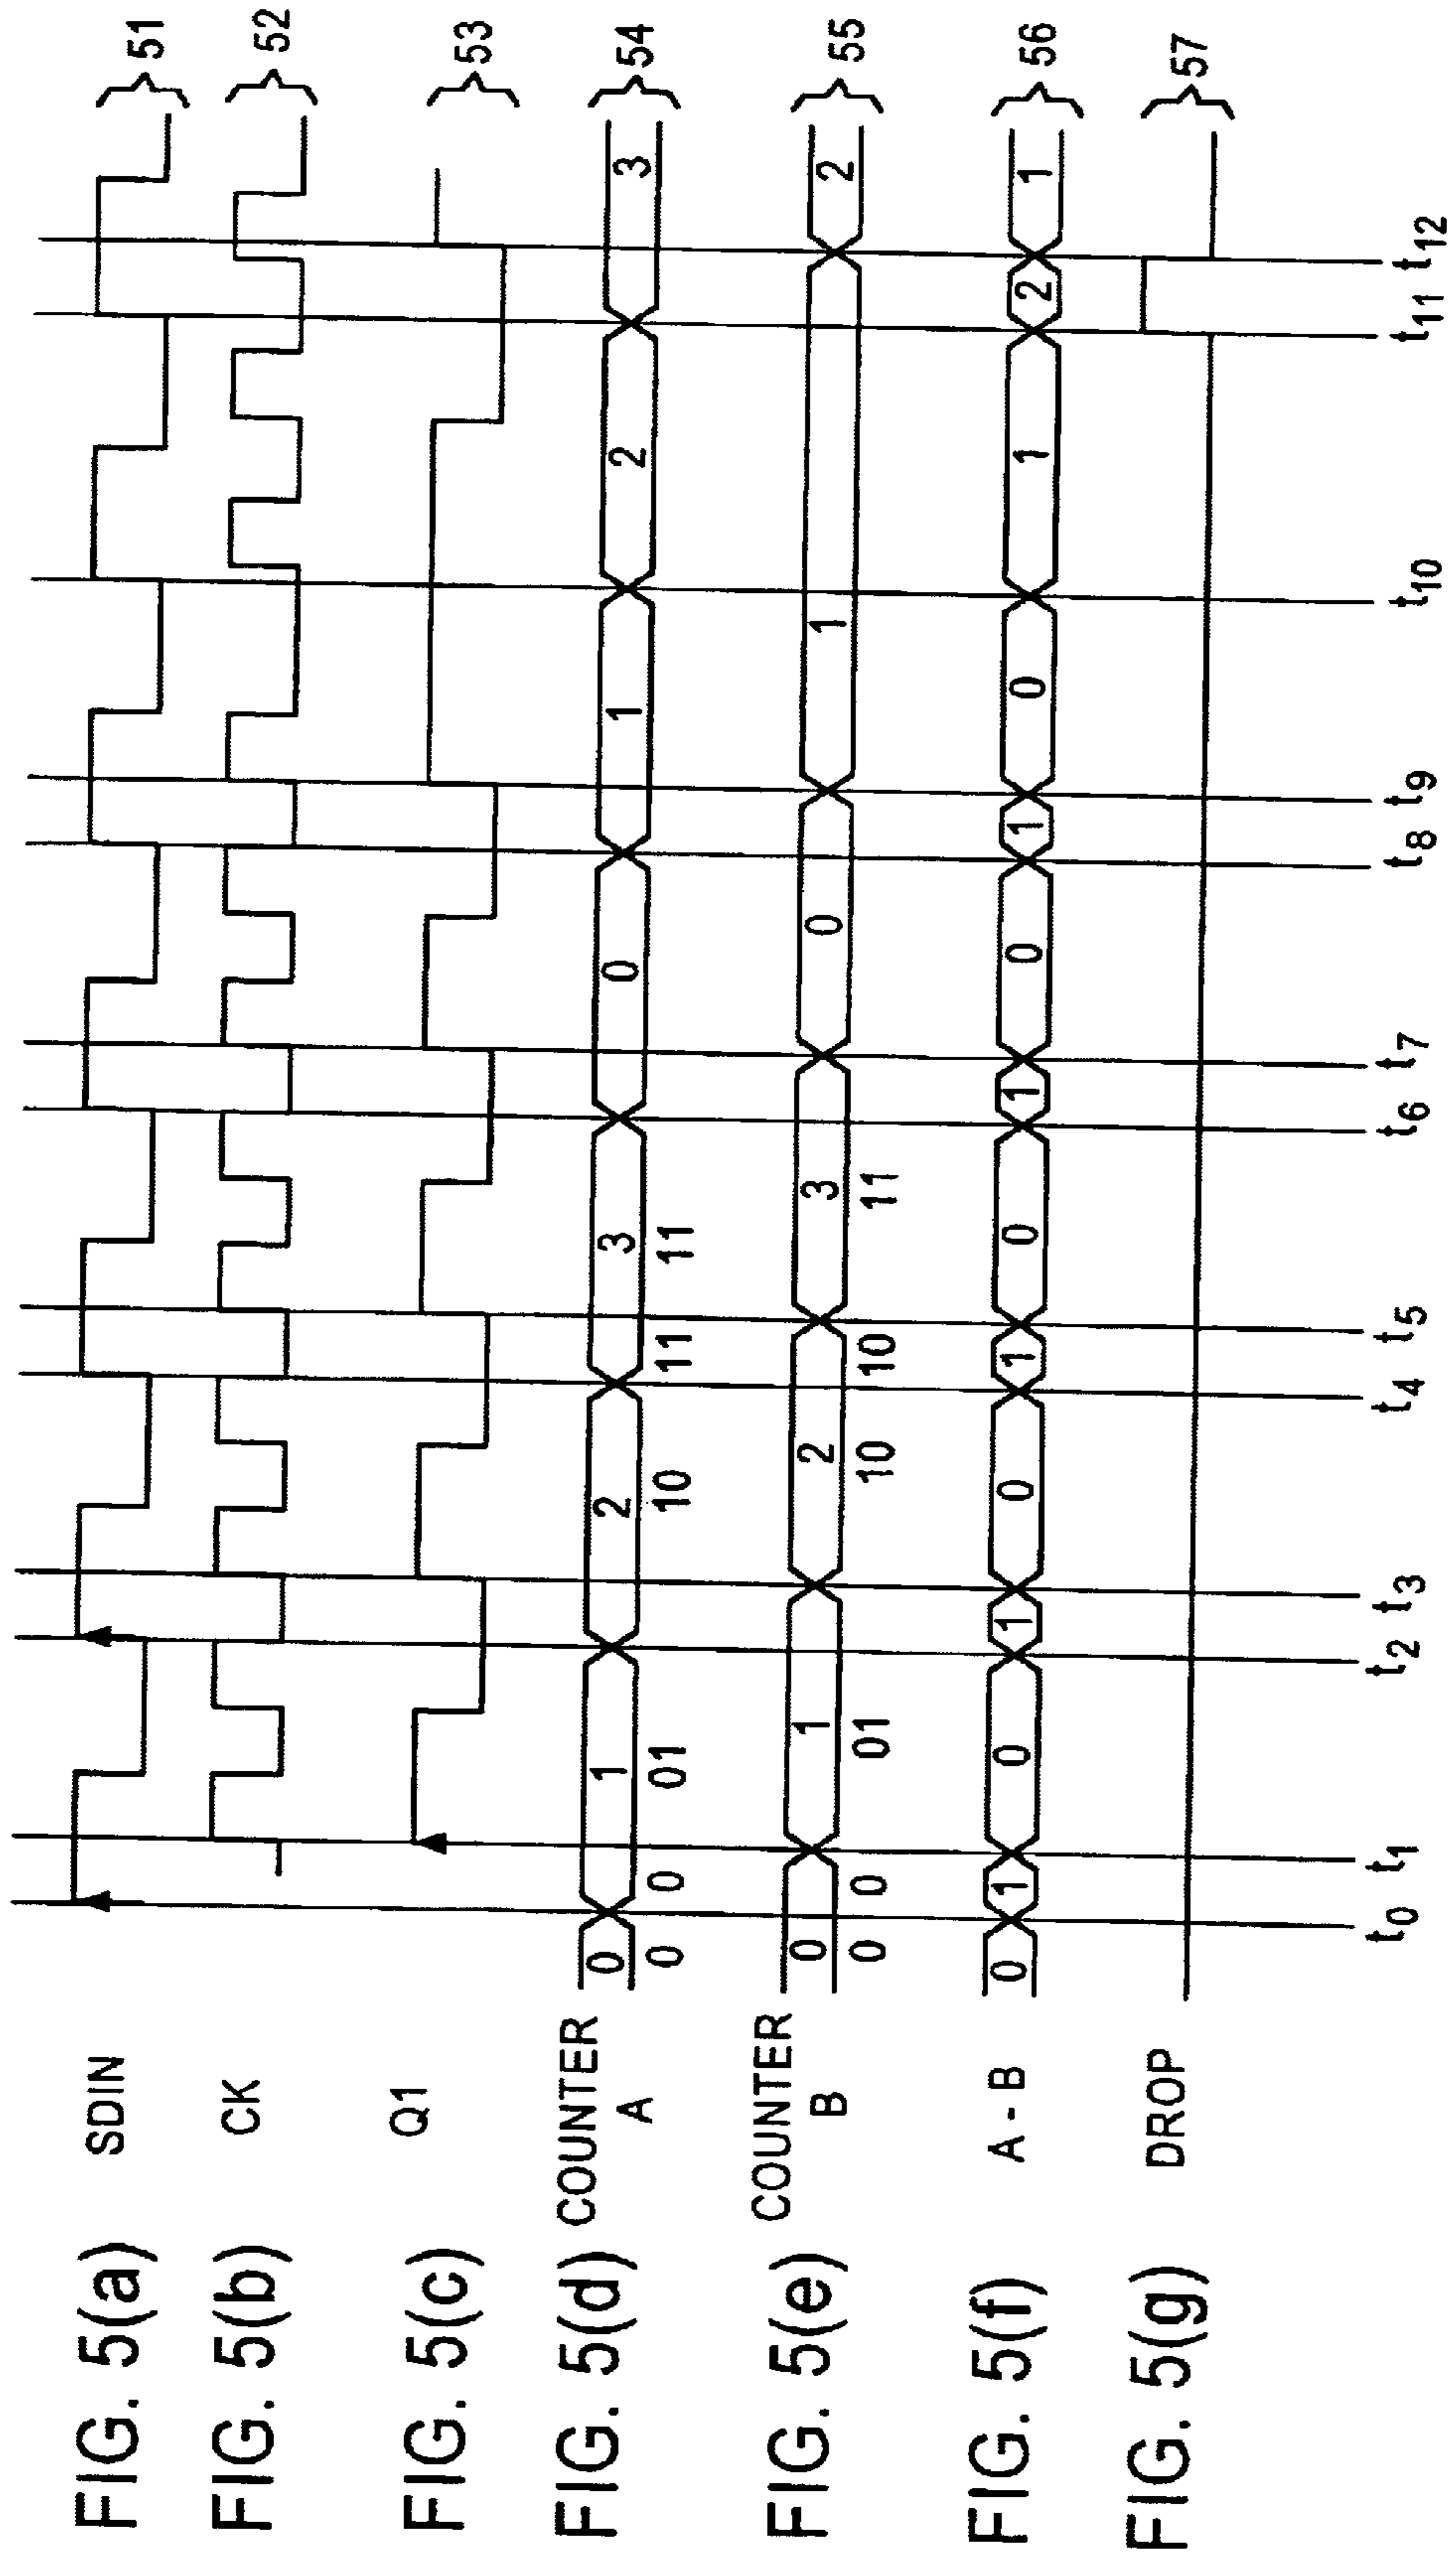 FIG. 5(a) SDIN 51
FIG. 5(b) CK 52
FIG. 5(c) Q1 53
FIG. 5(d) COUNTER A 0 1 2 3 0 1 2 3 54
0 0 01 10 11 11
FIG. 5(e) COUNTER B 0 1 2 3 0 1 2 55
0 0 01 10 10 11
FIG. 5(f) A - B 0 1 0 1 0 1 0 1 0 1 0 1 2 1 56
FIG. 5(g) DROP 57
t0 t1 t2 t3 t4 t5 t6 t7 t8 t9 t10 t11 t12